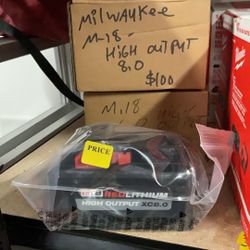 MilWAUKee
M-18-
HIGH OUTPUT
8.0
$100
M.18
PRICE
REDLITHIUM
HIGH OUTPUT XC8.0